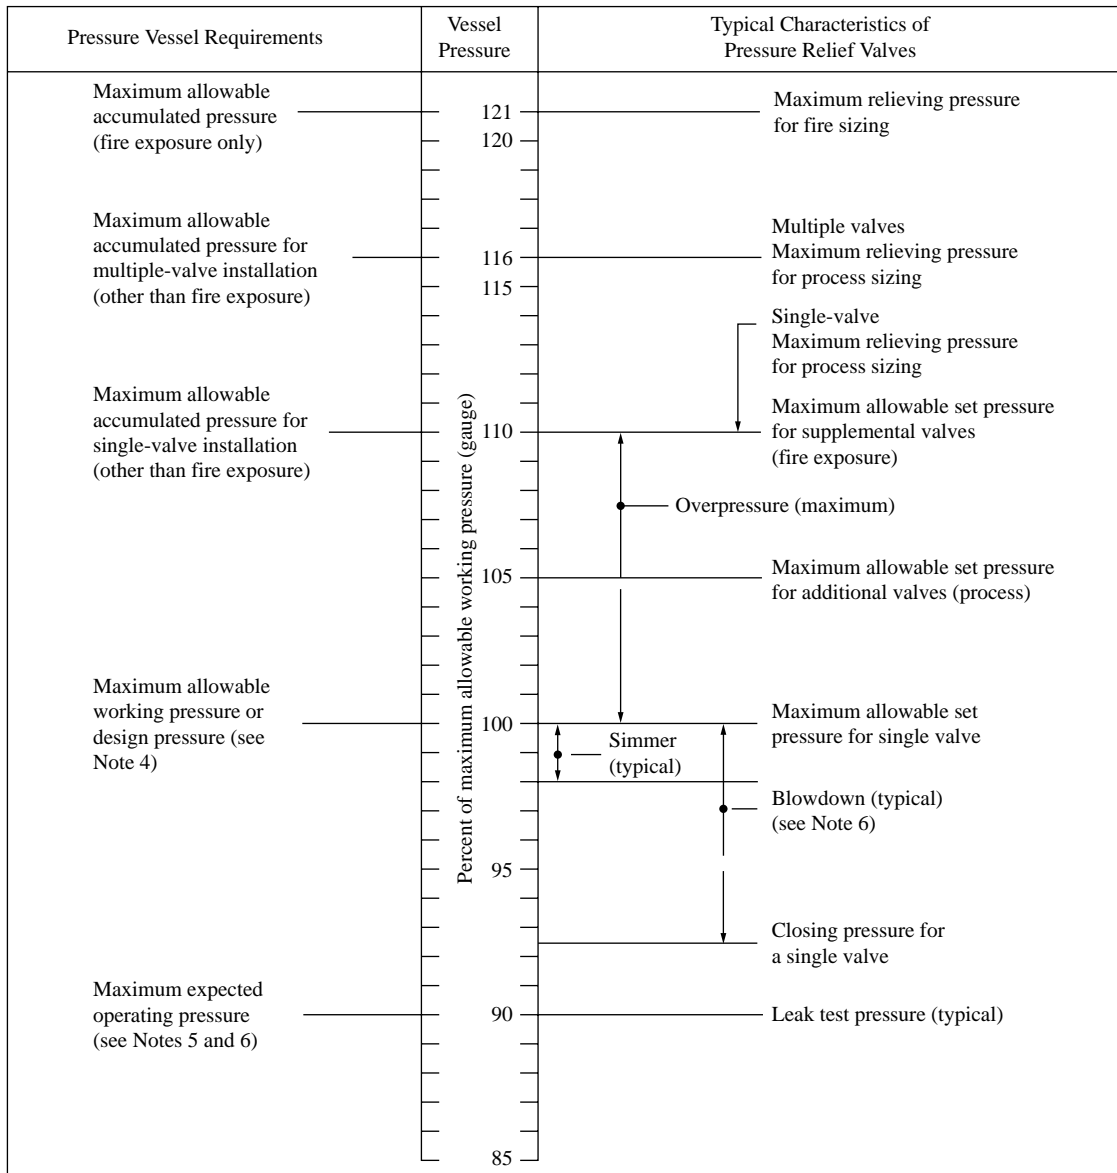 Pressure Vessel Requirements
Vessel
Pressure
Typical Characteristics of
Pressure Relief Valves
Maximum allowable
accumulated pressure
(fire exposure only)
Maximum allowable
accumulated pressure for
multiple-valve installation
(other than fire exposure)
Maximum allowable
accumulated pressure for
single-valve installation
(other than fire exposure)
Maximum allowable
working pressure or
design pressure (see
Note 4)
Maximum expected
operating pressure
(see Notes 5 and 6)
Percent of maximum allowable working pressure (gauge)
121
120
116
115
110
105
100
95
90
85
Maximum relieving pressure
for fire sizing
Multiple valves
Maximum relieving pressure
for process sizing
Single-valve
Maximum relieving pressure
for process sizing
Maximum allowable set pressure
for supplemental valves
(fire exposure)
Overpressure (maximum)
Maximum allowable set pressure
for additional valves (process)
Maximum allowable set
pressure for single valve
Simmer
(typical)
Blowdown (typical)
(see Note 6)
Closing pressure for
a single valve
Leak test pressure (typical)